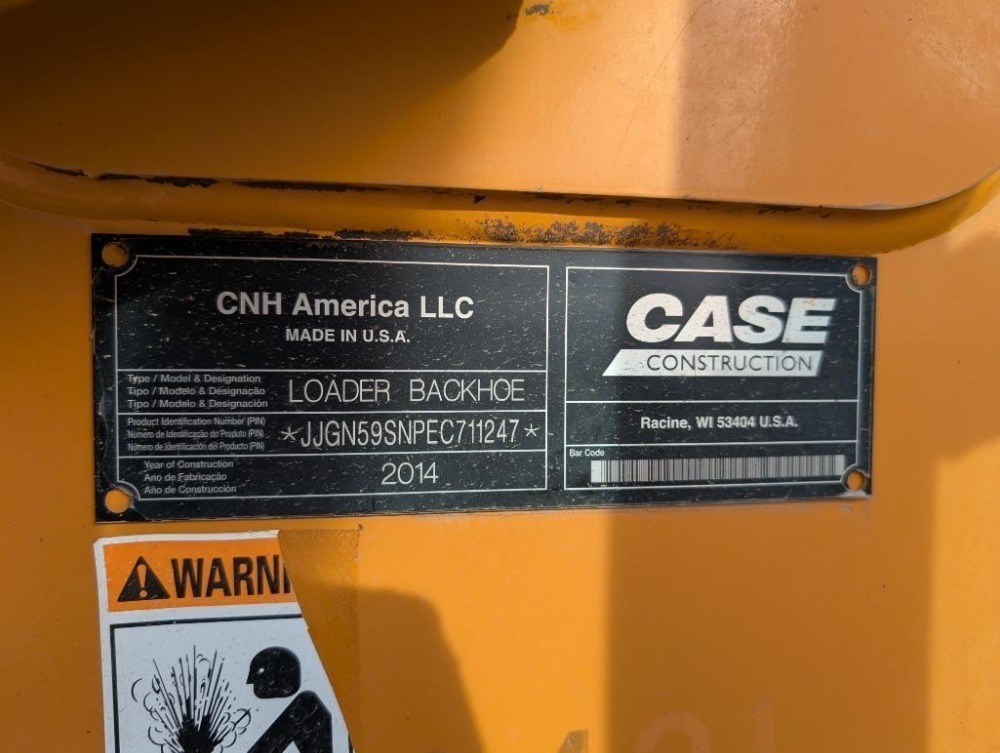 CNH America LLC
MADE IN U.S.A.
Type / Model & Designation
Tipo / Modelo & Designação
Tipo / Modelo & Designación
LOADER BACKHOE
Product Identification Number (PIN)
Número de Identificação do Produto (PIN)
Número de Identificación del Producto (PIN)
*JJGN59SNPEC711247*
Year of Construction
Ano de Fabricação
Año de Construcción
2014
CASE
CONSTRUCTION
Racine, WI 53404 U.S.A.
Bar Code
WARNI